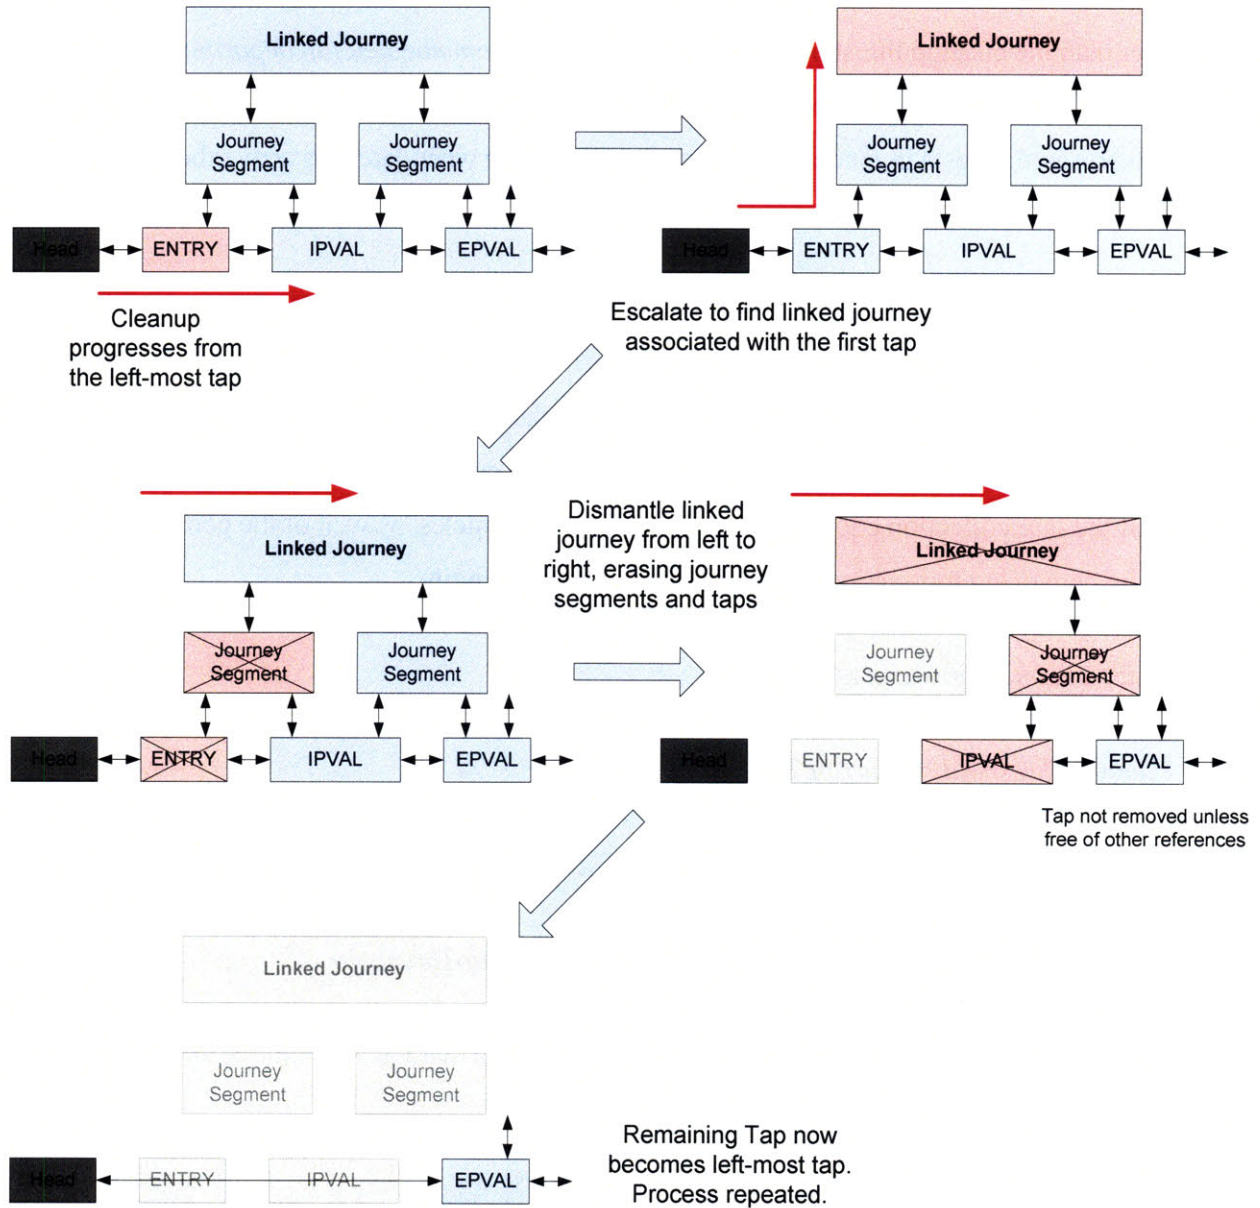 Linked Journey
Journey
Segment
Journey
Segment
Head
ENTRY
IPVAL
EPVAL
Cleanup
progresses from
the left-most tap
Linked Journey
Journey
Segment
Journey
Segment
Head
ENTRY
IPVAL
EPVAL
Escalate to find linked journey
associated with the first tap
Linked Journey
Journey
Segment
Journey
Segment
Head
ENTRY
IPVAL
EPVAL
Dismantle linked
journey from left to
right, erasing journey
segments and taps
Linked Journey
Journey
Segment
Journey
Segment
Head
ENTRY
IPVAL
EPVAL
Tap not removed unless
free of other references
Linked Journey
Journey
Segment
Journey
Segment
Head
ENTRY
IPVAL
EPVAL
Remaining Tap now
becomes left-most tap.
Process repeated.